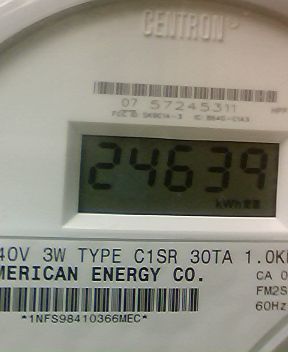 CENTRON
07 57245311
24639
kWh
40V 3W TYPE C1SR 30TA 1.0K
MERICAN ENERGY CO.
CA 0
FM2S
60Hz
*1NFS98410366MEC*